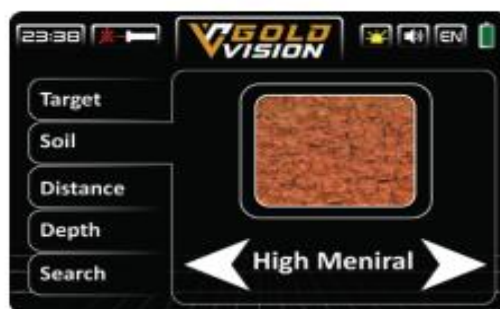 23:38
GOLD VISION
EN
Target
Soil
Distance
Depth
Search
High Meniral